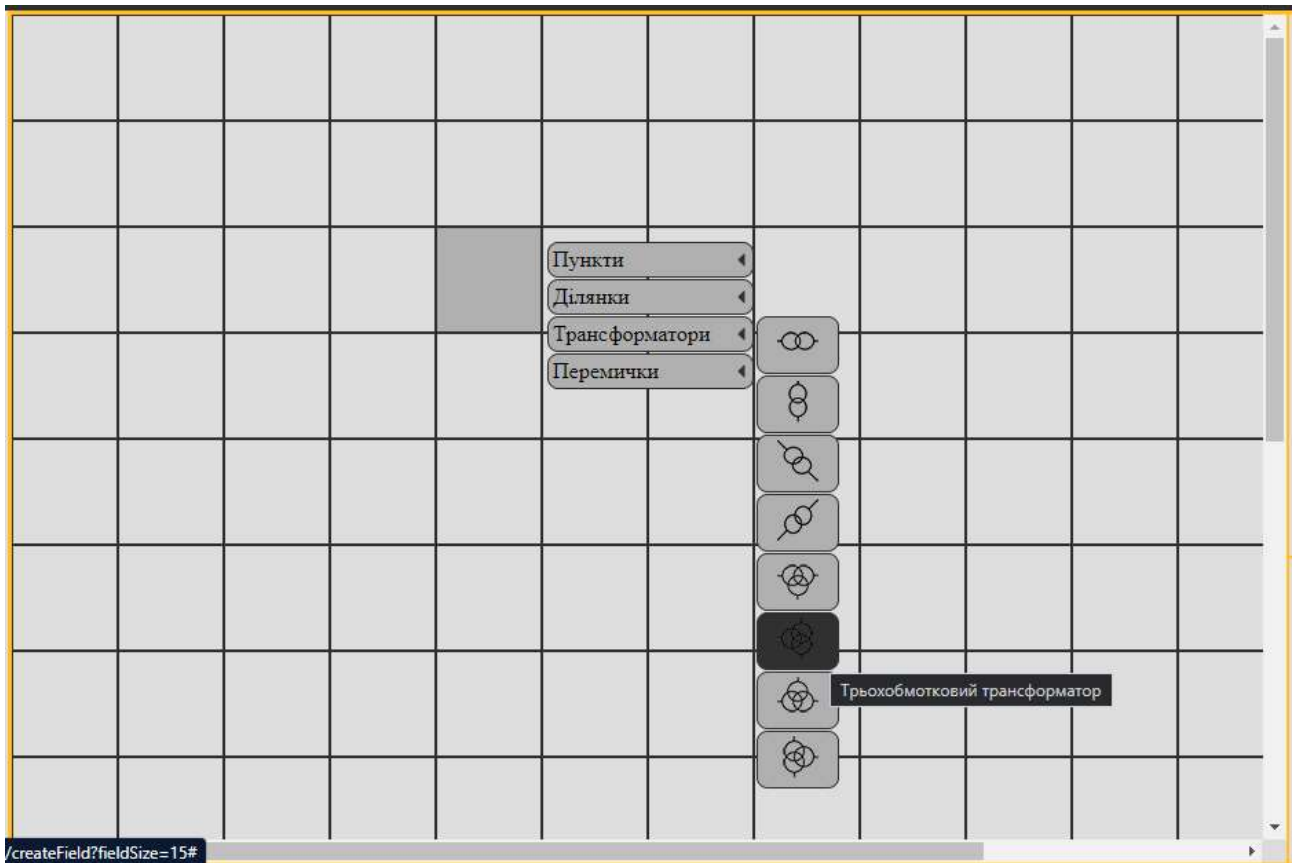 Пункти
Ділянки
Трансформатори
Перемички
Трьохобмотковий трансформатор
/createField?fieldSize=15#